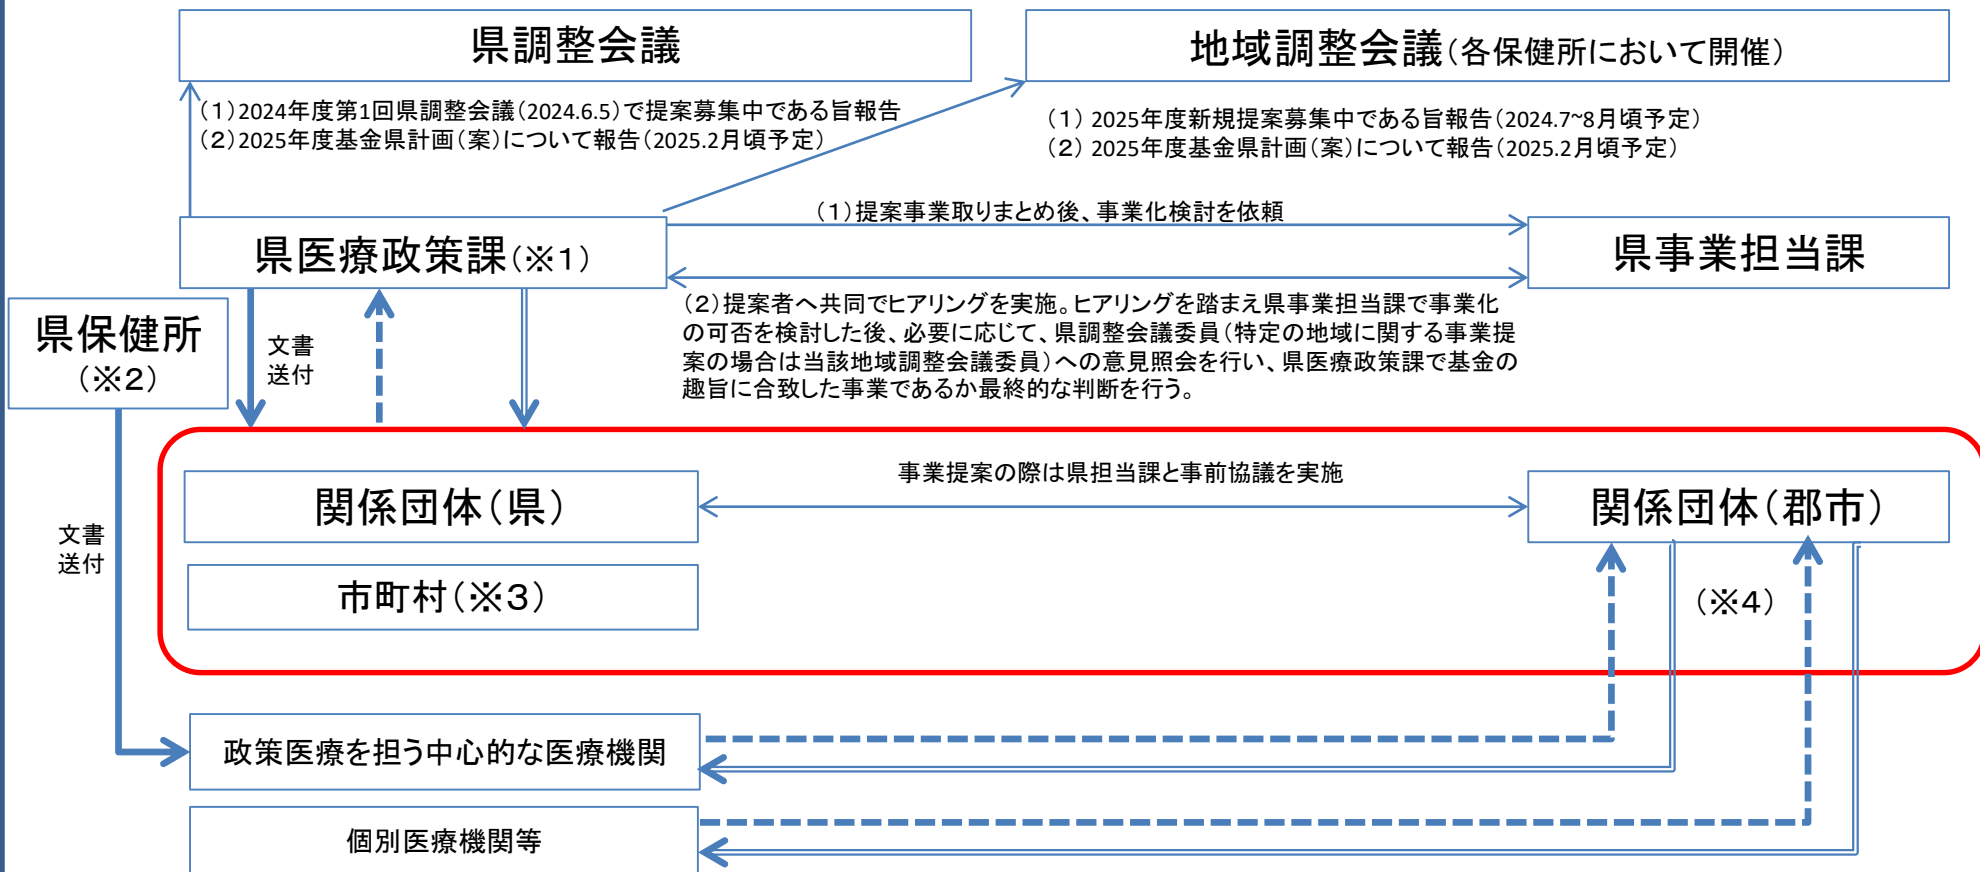 県調整会議
地域調整会議(各保健所において開催)
(1)2024年度第1回県調整会議(2024.6.5)で提案募集中である旨報告
(2)2025年度基金県計画(案)について報告(2025.2月頃予定)
(1) 2025年度新規提案募集中である旨報告(2024.7~8月頃予定)
(2) 2025年度基金県計画(案)について報告(2025.2月頃予定)
(1)提案事業取りまとめ後、事業化検討を依頼
県医療政策課(※1)
県事業担当課
(2)提案者へ共同でヒアリングを実施。ヒアリングを踏まえ県事業担当課で事業化
の可否を検討した後、必要に応じて、県調整会議委員(特定の地域に関する事業提
案の場合は当該地域調整会議委員)への意見照会を行い、県医療政策課で基金の
趣旨に合致した事業であるか最終的な判断を行う。
県保健所
(※2)
文書
送付
事業提案の際は県担当課と事前協議を実施
関係団体(県)
関係団体(郡市)
文書
送付
市町村(※3)
(※4)
政策医療を担う中心的な医療機関
個別医療機関等